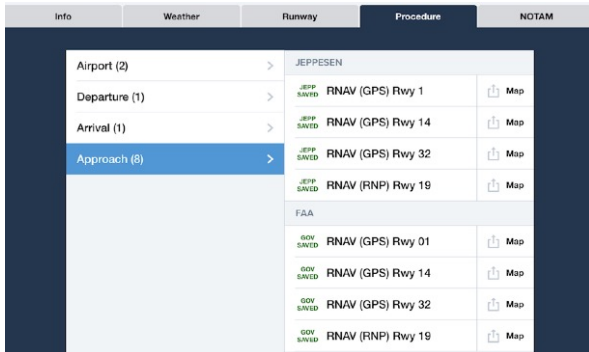 Info Weather Runway Procedure NOTAM
Airport (2)
Departure (1)
Arrival (1)
Approach (8)
JEPPESEN
JEPP SAVED RNAV (GPS) Rwy 1 Map
JEPP SAVED RNAV (GPS) Rwy 14 Map
JEPP SAVED RNAV (GPS) Rwy 32 Map
JEPP SAVED RNAV (RNP) Rwy 19 Map
FAA
GOV SAVED RNAV (GPS) Rwy 01 Map
GOV SAVED RNAV (GPS) Rwy 14 Map
GOV SAVED RNAV (GPS) Rwy 32 Map
GOV SAVED RNAV (RNP) Rwy 19 Map